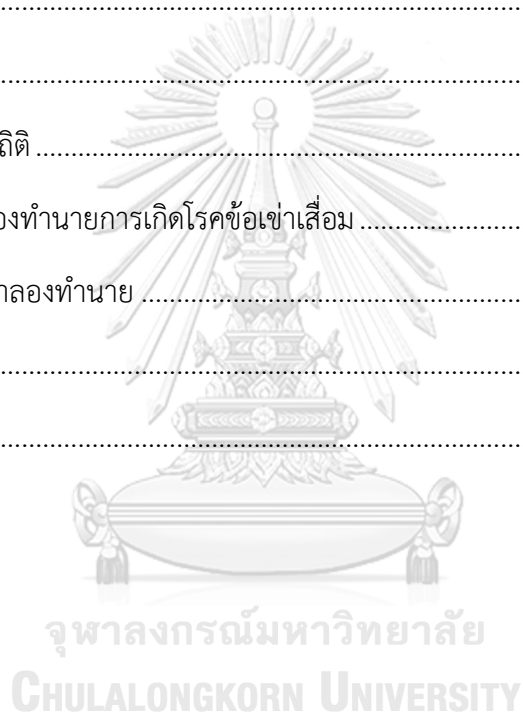 ..........................................................................................
..........................................................................................
ถิติ..........................................................................................
องทำนายการเกิดโรคข้อเข่าเสื่อม..............................
ำลองทำนาย......................................................................
..........................................................................................
..........................................................................................
จุฬาลงกรณ์มหาวิทยาลัย
CHULALONGKORN UNIVERSITY